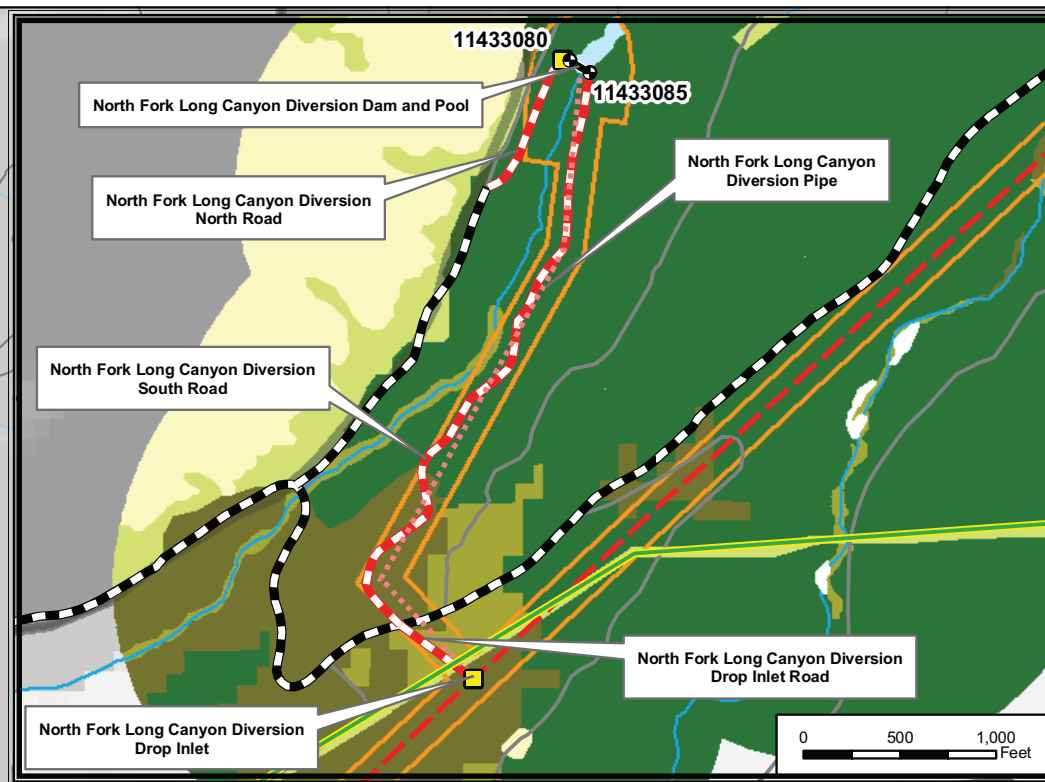 11433080
North Fork Long Canyon Diversion Dam and Pool
11433085
North Fork Long Canyon
Diversion Pipe
North Fork Long Canyon Diversion
North Road
North Fork Long Canyon Diversion
South Road
North Fork Long Canyon Diversion
Drop Inlet Road
North Fork Long Canyon Diversion
Drop Inlet
0 500 1,000
Feet